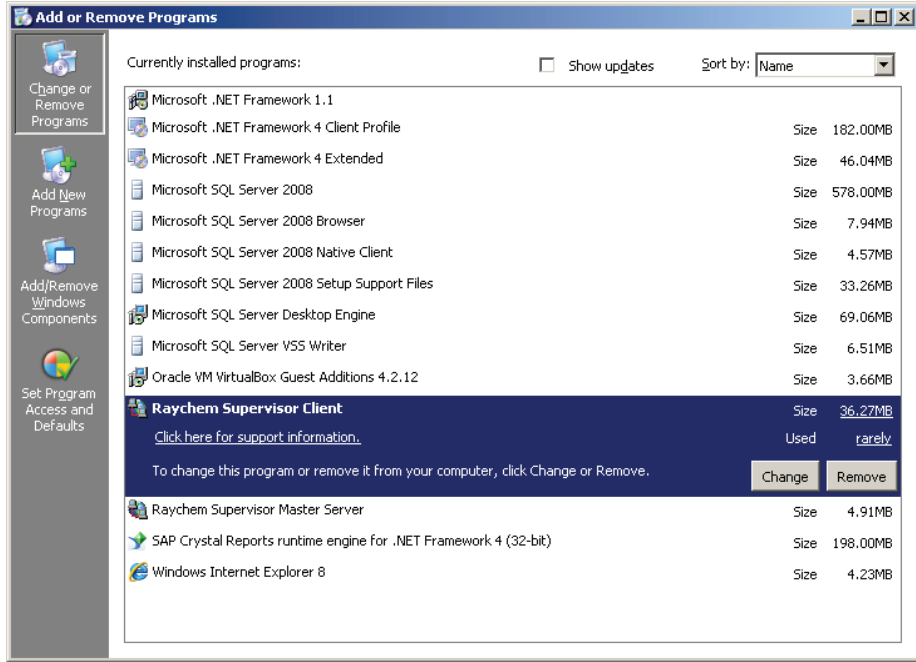 Add or Remove Programs
Change or
Remove
Programs
Add New
Programs
Add/Remove
Windows
Components
Set Program
Access and
Defaults
Currently installed programs:
Show updates
Sort by: Name
Microsoft .NET Framework 1.1
Microsoft .NET Framework 4 Client Profile Size 182.00MB
Microsoft .NET Framework 4 Extended Size 46.04MB
Microsoft SQL Server 2008 Size 578.00MB
Microsoft SQL Server 2008 Browser Size 7.94MB
Microsoft SQL Server 2008 Native Client Size 4.57MB
Microsoft SQL Server 2008 Setup Support Files Size 33.26MB
Microsoft SQL Server Desktop Engine Size 69.06MB
Microsoft SQL Server VSS Writer Size 6.51MB
Oracle VM VirtualBox Guest Additions 4.2.12 Size 3.66MB
Raychem Supervisor Client Size 36.27MB
Click here for support information. Used rarely
To change this program or remove it from your computer, click Change or Remove. Change Remove
Raychem Supervisor Master Server Size 4.91MB
SAP Crystal Reports runtime engine for .NET Framework 4 (32-bit) Size 198.00MB
Windows Internet Explorer 8 Size 4.23MB